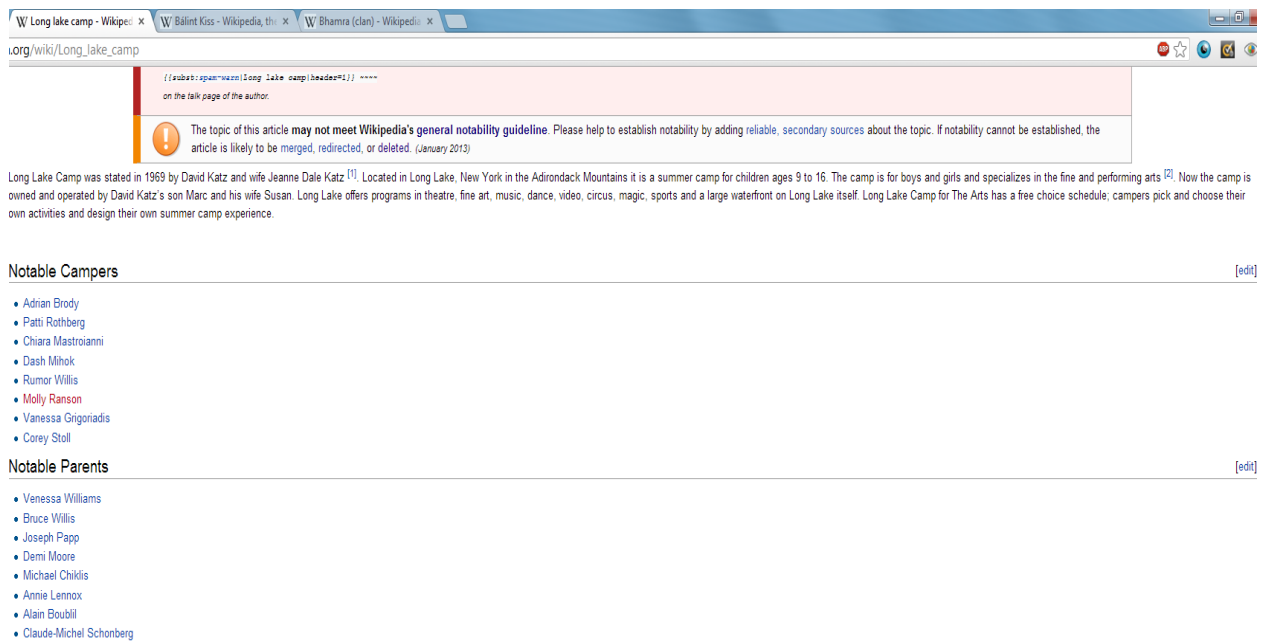 Long lake camp - Wikiped × Bálint Kiss - Wikipedia, the × Bhamra (clan) - Wikipedia ×
.org/wiki/Long_lake_camp
{{subst:spam-warn|long lake camp|header=1}} ~~~~
on the talk page of the author.
The topic of this article may not meet Wikipedia's general notability guideline. Please help to establish notability by adding reliable, secondary sources about the topic. If notability cannot be established, the
article is likely to be merged, redirected, or deleted. (January 2013)
Long Lake Camp was stated in 1969 by David Katz and wife Jeanne Dale Katz [1]. Located in Long Lake, New York in the Adirondack Mountains it is a summer camp for children ages 9 to 16. The camp is for boys and girls and specializes in the fine and performing arts [2]. Now the camp is
owned and operated by David Katz's son Marc and his wife Susan. Long Lake offers programs in theatre, fine art, music, dance, video, circus, magic, sports and a large waterfront on Long Lake itself. Long Lake Camp for The Arts has a free choice schedule; campers pick and choose their
own activities and design their own summer camp experience.
Notable Campers [edit]
• Adrian Brody
• Patti Rothberg
• Chiara Mastroianni
• Dash Mihok
• Rumor Willis
• Molly Ranson
• Vanessa Grigoriadis
• Corey Stoll
Notable Parents [edit]
• Venessa Williams
• Bruce Willis
• Joseph Papp
• Demi Moore
• Michael Chiklis
• Annie Lennox
• Alain Boublil
• Claude-Michel Schonberg